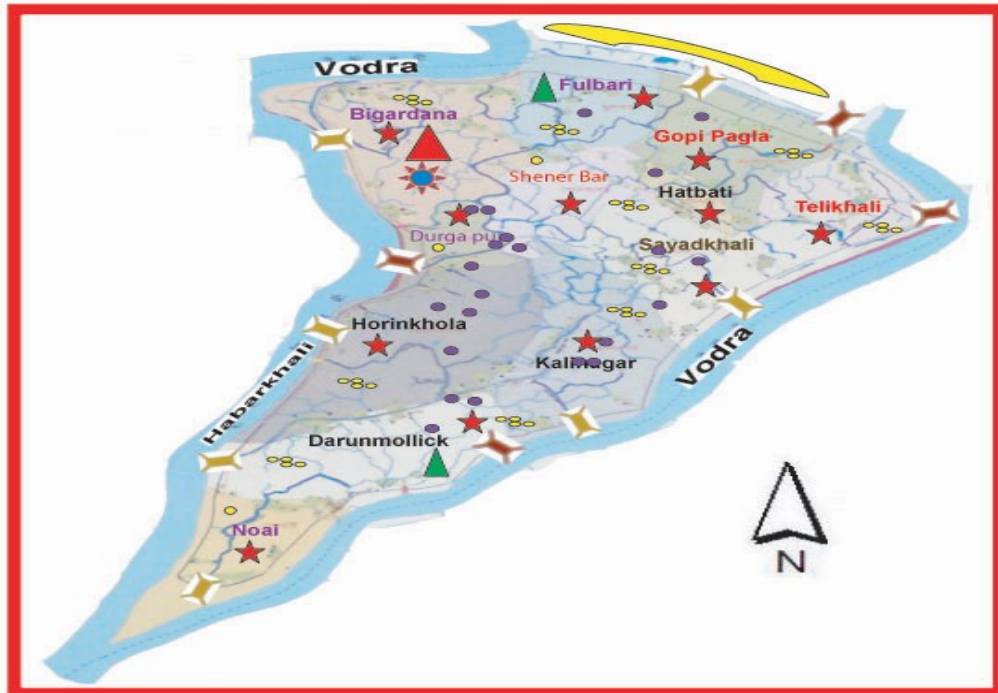 Vodra
Fulbari
Bigardana
Gopi Pagla
Shener Bar
Hatbati
Telikhali
Durga pur
Sayadkhali
Horinkhola
Kalinagar
Vodra
Habarkhali
Darunmollick
Noai
N